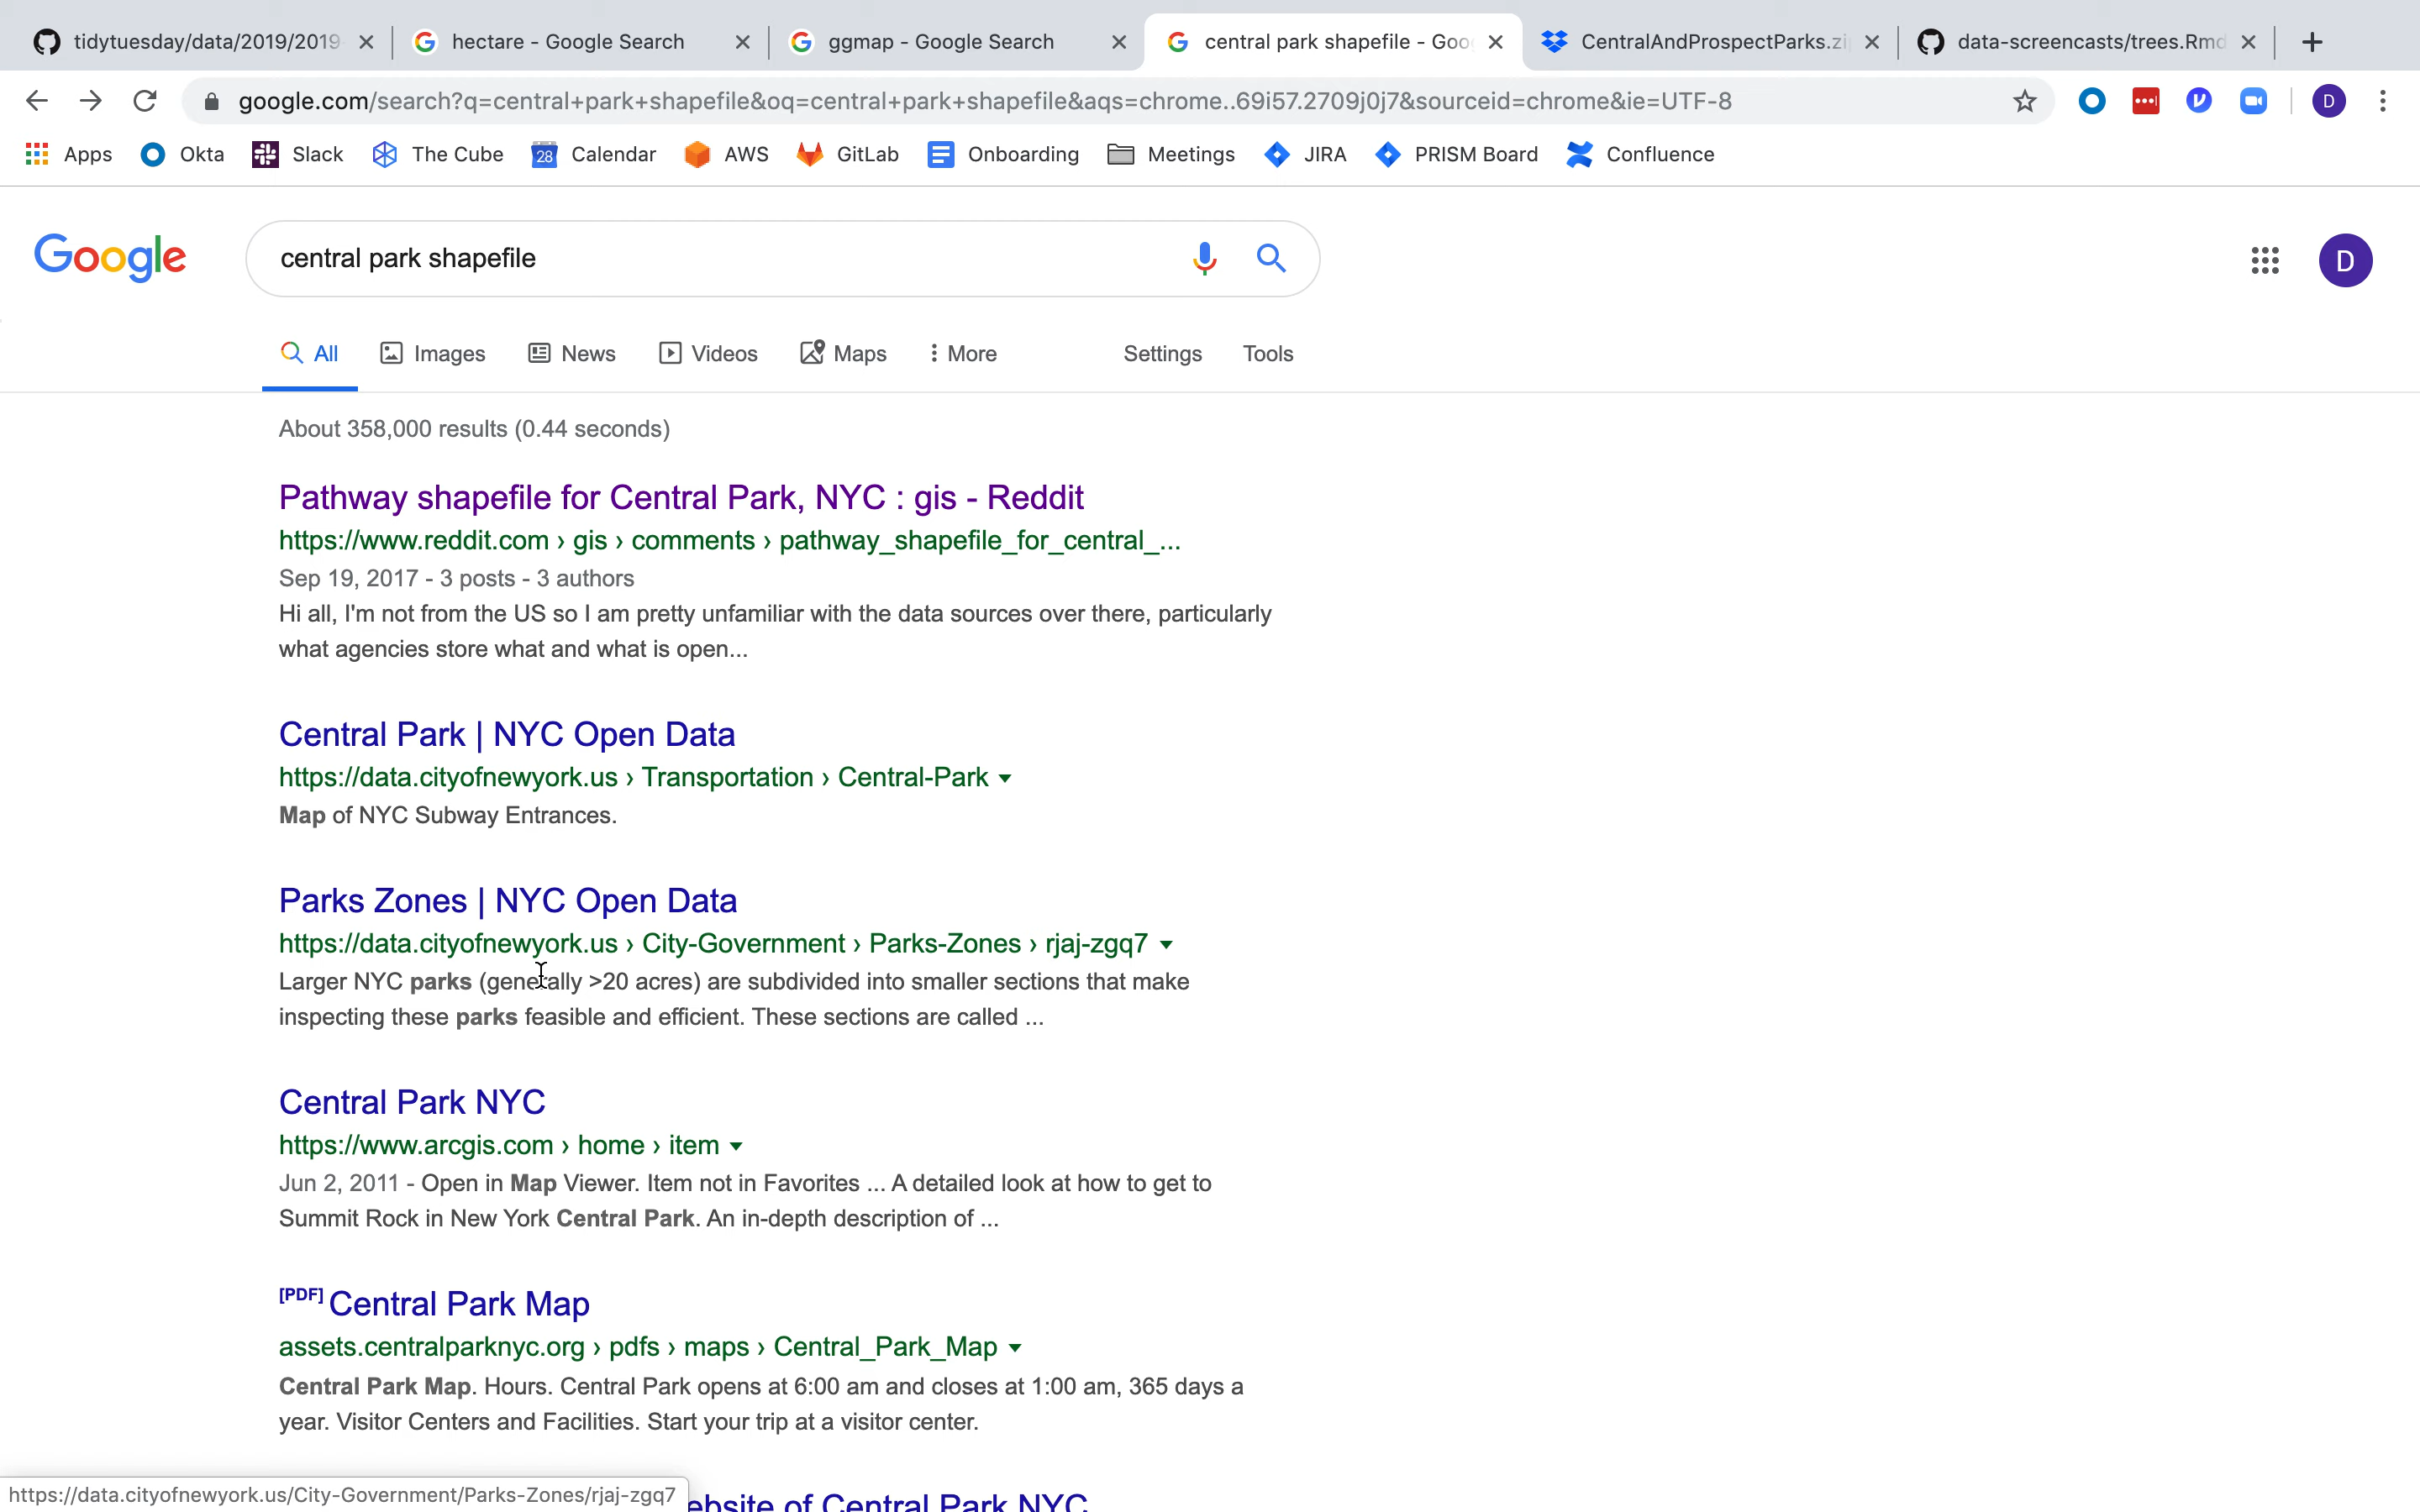 tidytuesday/data/2019/2019
hectare - Google Search
ggmap - Google Search
central park shapefile - Goo
CentralAndProspectParks.zi
data-screencasts/trees.Rmd
google.com/search?q=central+park+shapefile&oq=central+park+shapefile&aqs=chrome..69i57.2709j0j7&sourceid=chrome&ie=UTF-8
D
Apps
Okta
Slack
The Cube
28
Calendar
AWS
GitLab
Onboarding
Meetings
JIRA
PRISM Board
Confluence
Google
central park shapefile
D
All
Images
News
Videos
Maps
More
Settings
Tools
About 358,000 results (0.44 seconds)
Pathway shapefile for Central Park, NYC : gis - Reddit
https://www.reddit.com › gis › comments › pathway_shapefile_for_central_...
Sep 19, 2017 - 3 posts - 3 authors
Hi all, I'm not from the US so I am pretty unfamiliar with the data sources over there, particularly
what agencies store what and what is open...
Central Park | NYC Open Data
https://data.cityofnewyork.us › Transportation › Central-Park
Map of NYC Subway Entrances.
Parks Zones | NYC Open Data
https://data.cityofnewyork.us › City-Government › Parks-Zones › rjaj-zgq7
Larger NYC parks (generally >20 acres) are subdivided into smaller sections that make
inspecting these parks feasible and efficient. These sections are called ...
Central Park NYC
https://www.arcgis.com › home › item
Jun 2, 2011 - Open in Map Viewer. Item not in Favorites ... A detailed look at how to get to
Summit Rock in New York Central Park. An in-depth description of ...
[PDF] Central Park Map
assets.centralparknyc.org › pdfs › maps › Central_Park_Map
Central Park Map. Hours. Central Park opens at 6:00 am and closes at 1:00 am, 365 days a
year. Visitor Centers and Facilities. Start your trip at a visitor center.
https://data.cityofnewyork.us/City-Government/Parks-Zones/rjaj-zgq7
ebsite of Central Park NYC